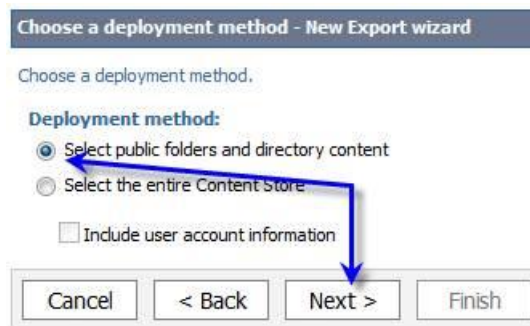 Choose a deployment method - New Export wizard
Choose a deployment method.
Deployment method:
Select public folders and directory content
Select the entire Content Store
Include user account information
Cancel
< Back
Next >
Finish